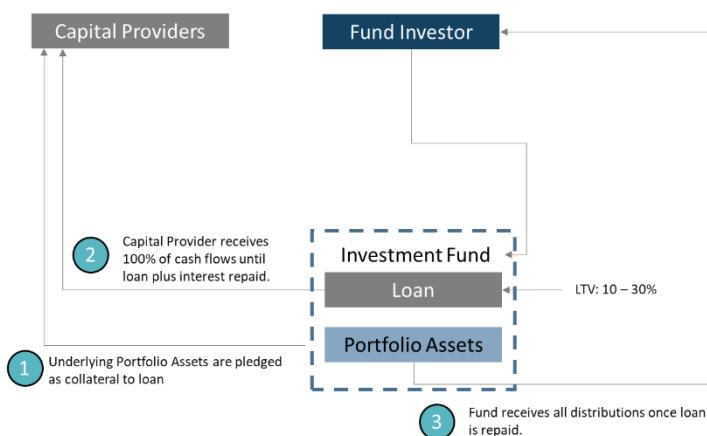 Capital Providers
Fund Investor
2
Capital Provider receives
100% of cash flows until
loan plus interest repaid.
Investment Fund
Loan
LTV: 10 – 30%
Portfolio Assets
1
Underlying Portfolio Assets are pledged
as collateral to loan
3
Fund receives all distributions once loan
is repaid.